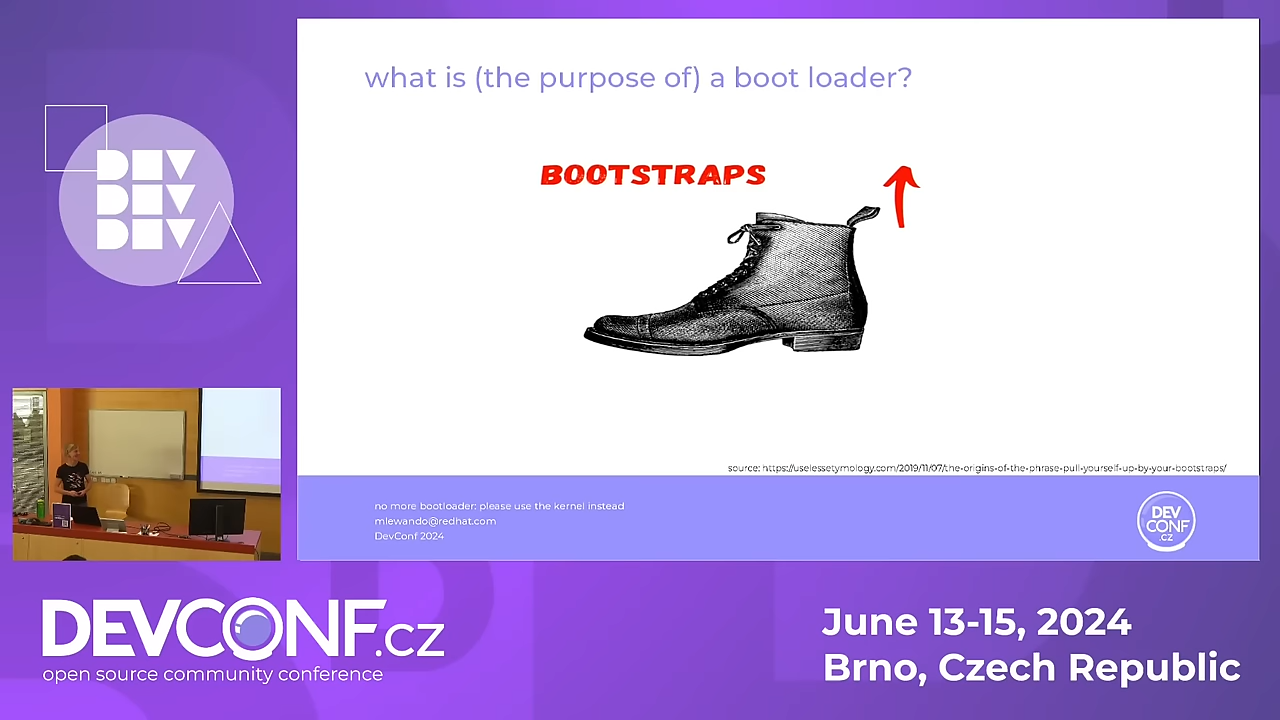 DEV
DEV
DEV
what is (the purpose of) a boot loader?
BOOTSTRAPS
source: https://uselessetymology.com/2019/11/07/the-origins-of-the-phrase-pull-yourself-up-by-your-bootstraps/
no more bootloader: please use the kernel instead
mlewando@redhat.com
DevConf 2024
DEV
CONF
.CZ
DEVCONF.cz
open source community conference
June 13-15, 2024
Brno, Czech Republic